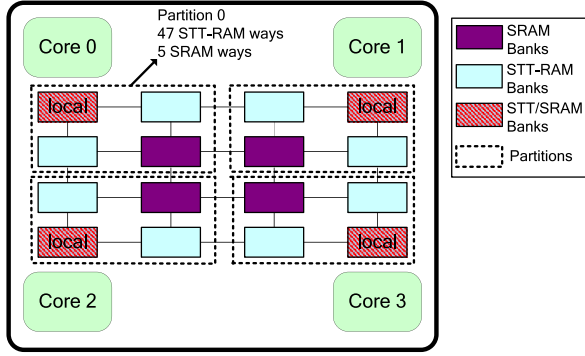 Partition 0
47 STT-RAM ways
5 SRAM ways
Core 0
Core 1
local
local
local
local
Core 2
Core 3
SRAM
Banks
STT-RAM
Banks
STT/SRAM
Banks
Partitions